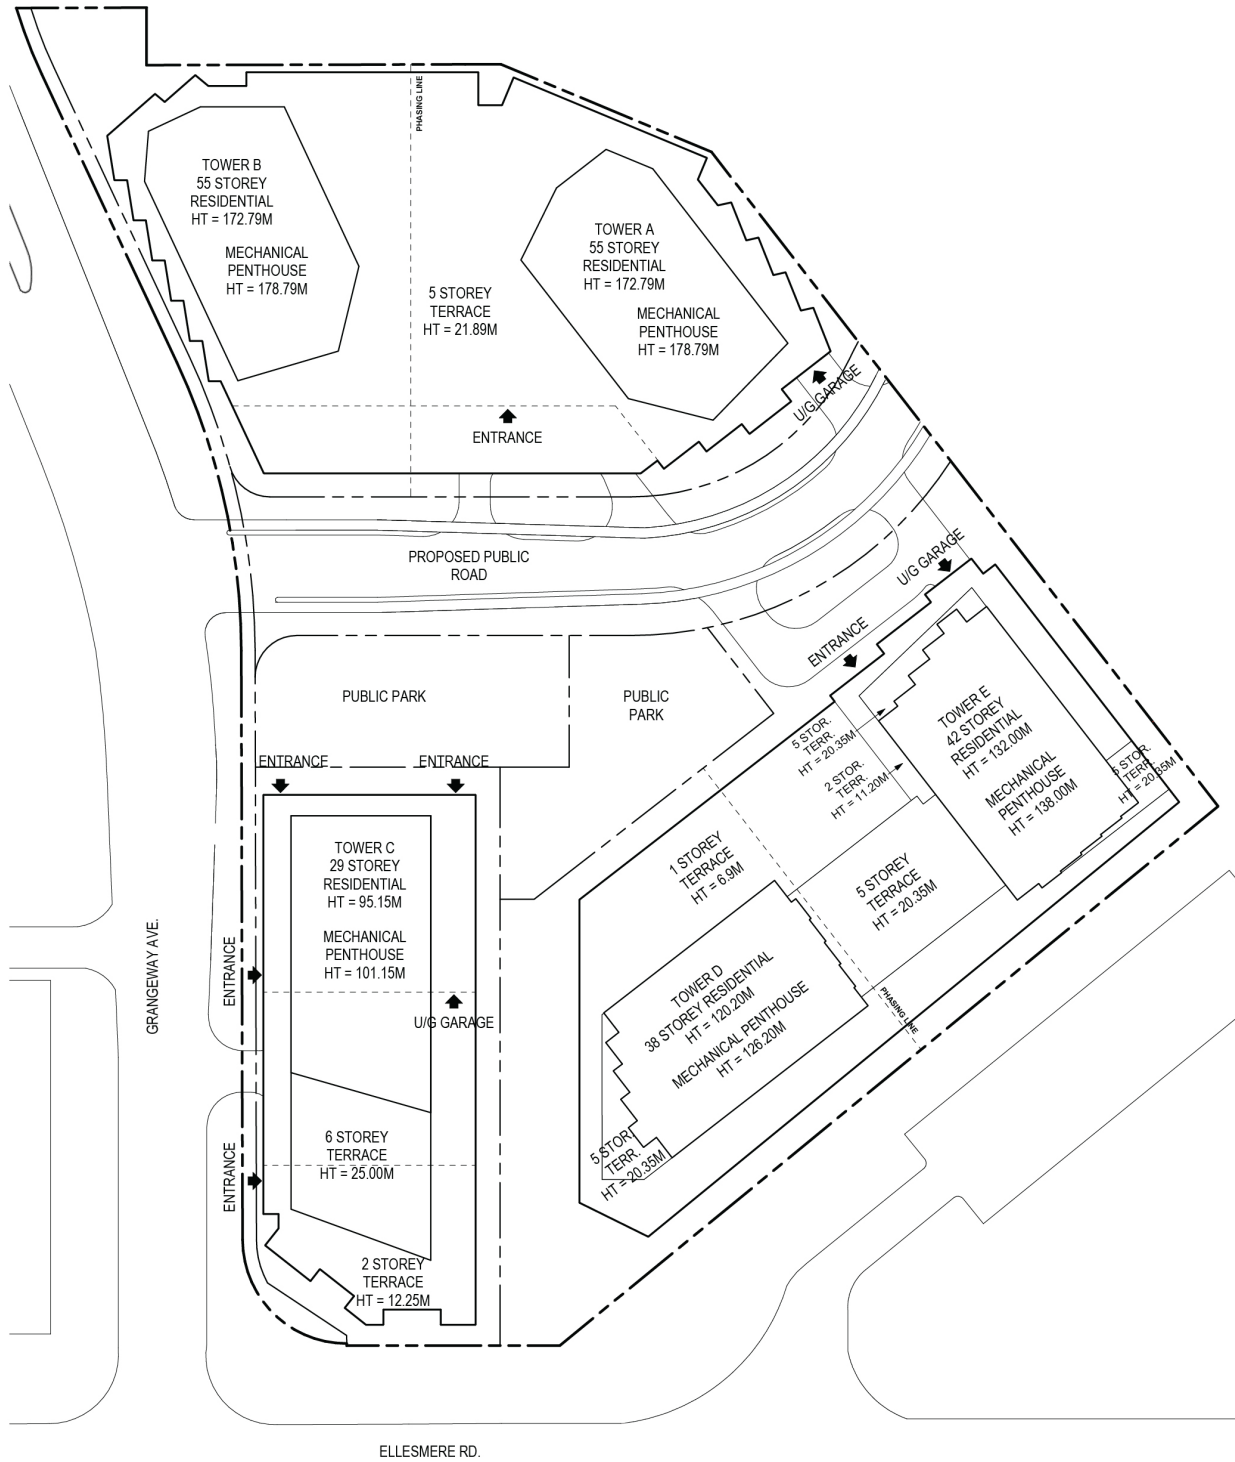 PHASING LINE
TOWER B
55 STOREY
RESIDENTIAL
HT = 172.79M
MECHANICAL
PENTHOUSE
HT = 178.79M
TOWER A
55 STOREY
RESIDENTIAL
HT = 172.79M
MECHANICAL
PENTHOUSE
HT = 178.79M
5 STOREY
TERRACE
HT = 21.89M
U/G GARAGE
ENTRANCE
PROPOSED PUBLIC
ROAD
U/G GARAGE
ENTRANCE
PUBLIC PARK
PUBLIC
PARK
TOWER E
42 STOREY
RESIDENTIAL
HT = 132.00M
MECHANICAL
PENTHOUSE
HT = 138.00M
5 STOR.
TERR.
HT = 20.35M
2 STOR.
TERR.
HT = 11.20M
5 STOR.
TERR.
HT = 20.35M
ENTRANCE
ENTRANCE
1 STOREY
TERRACE
HT = 6.9M
5 STOREY
TERRACE
HT = 20.35M
TOWER C
29 STOREY
RESIDENTIAL
HT = 95.15M
MECHANICAL
PENTHOUSE
HT = 101.15M
GRANGEWAY AVE.
ENTRANCE
U/G GARAGE
TOWER D
38 STOREY RESIDENTIAL
HT = 120.20M
MECHANICAL PENTHOUSE
HT = 126.20M
PHASING LINE
6 STOREY
TERRACE
HT = 25.00M
ENTRANCE
5 STOR.
TERR.
HT = 20.35M
2 STOREY
TERRACE
HT = 12.25M
ELLESMERE RD.